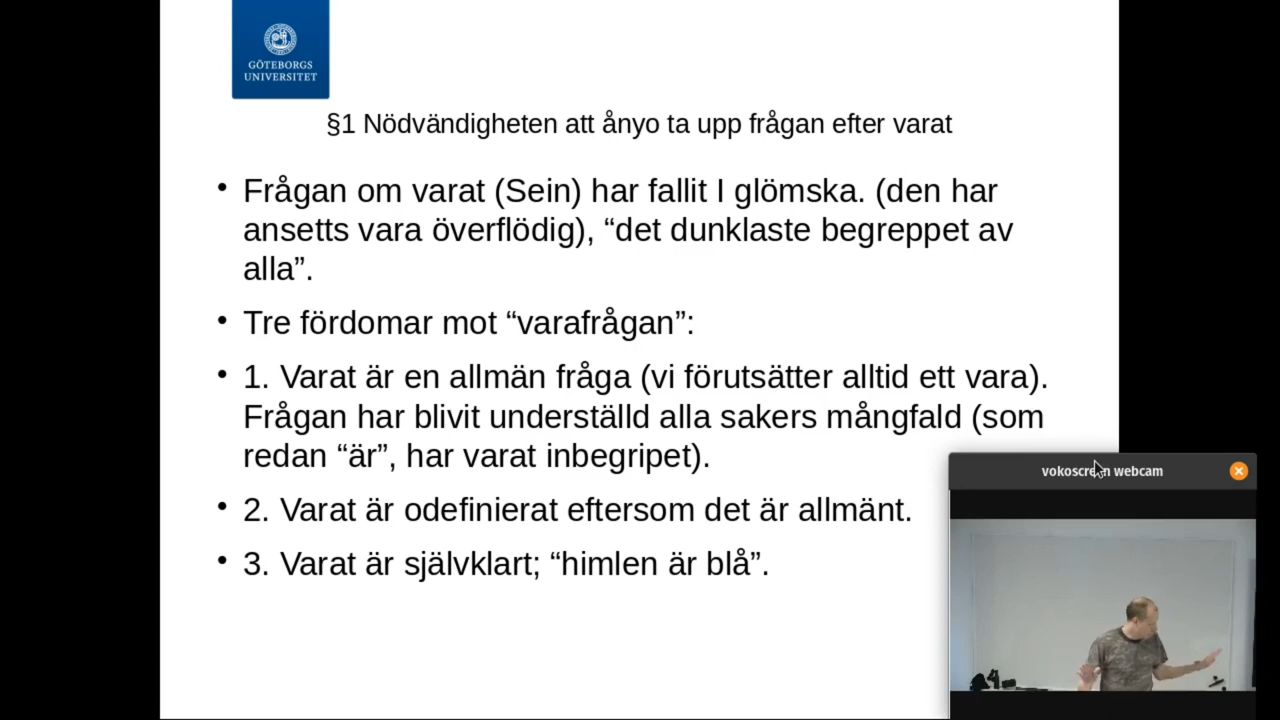 GÖTEBORGS
UNIVERSITET
§1 Nödvändigheten att ånyo ta upp frågan efter varat
• Frågan om varat (Sein) har fallit I glömska. (den har
ansetts vara överflödig), “det dunklaste begreppet av
alla”.
• Tre fördomar mot “varafrågan”:
• 1. Varat är en allmän fråga (vi förutsätter alltid ett vara).
Frågan har blivit underställd alla sakers mångfald (som
redan “är”, har varat inbegripet).
• 2. Varat är odefinierat eftersom det är allmänt.
• 3. Varat är självklart; “himlen är blå”.
vokoscreen webcam